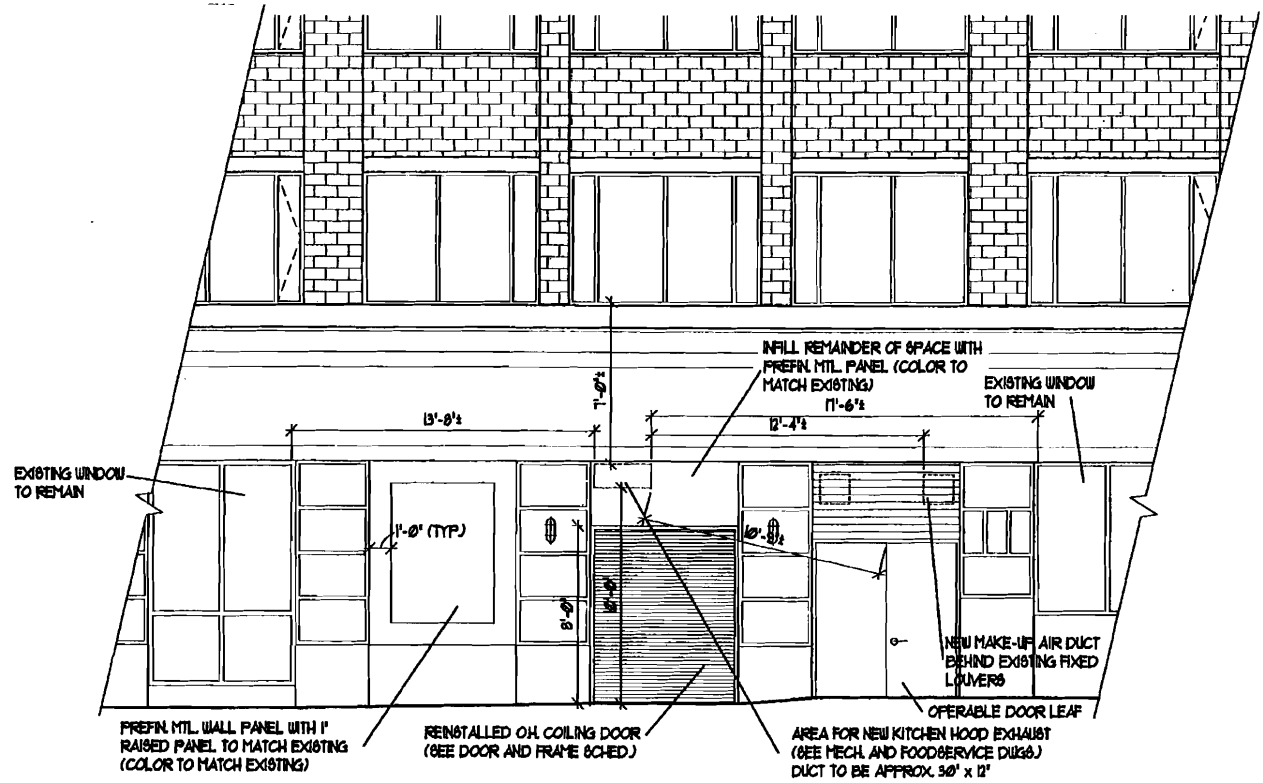 INFILL REMAINDER OF SPACE WITH
PREFIN. MTL. PANEL (COLOR TO
MATCH EXISTING)
EXISTING WINDOW
TO REMAIN
7'-0"±
17'-6"±
13'-8"±
12'-4"±
EXISTING WINDOW
TO REMAIN
1'-0" (TYP.)
10'-8"±
8'-0"
10'-0"
NEW MAKE-UP AIR DUCT
BEHIND EXISTING FIXED
LOUVERS
OPERABLE DOOR LEAF
PREFIN. MTL. WALL PANEL WITH 1"
RAISED PANEL TO MATCH EXISTING
(COLOR TO MATCH EXISTING)
REINSTALLED O.H. COILING DOOR
(SEE DOOR AND FRAME SCHED.)
AREA FOR NEW KITCHEN HOOD EXHAUST
(SEE MECH. AND FOODSERVICE DWGS.)
DUCT TO BE APPROX. 30" x 12"